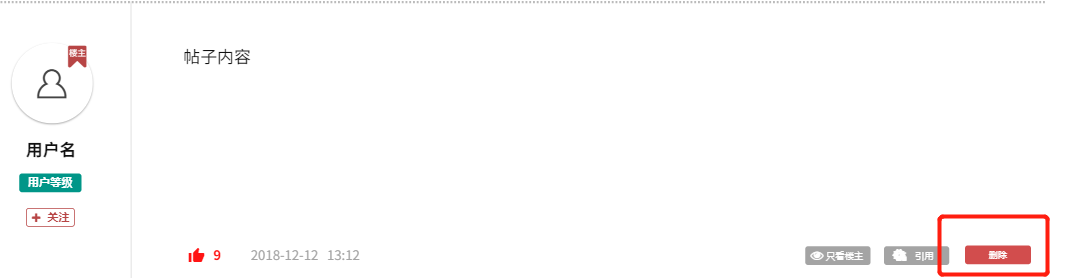 楼主
帖子内容
用户名
用户等级
+ 关注
9 2018-12-12 13:12 只看楼主 引用 删除